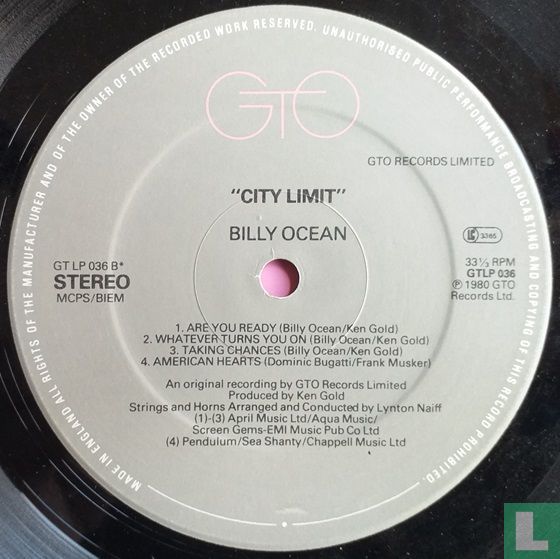 MADE IN ENGLAND ALL RIGHTS OF THE MANUFACTURER AND OF THE OWNER OF THE RECORDED WORK RESERVED. UNAUTHORISED PUBLIC PERFORMANCE BROADCASTING AND COPYING OF THIS RECORD PROHIBITED.
GTO
GTO RECORDS LIMITED
"CITY LIMIT"
BILLY OCEAN
LC 3365
GT LP 036 B*
STEREO
MCPS/BIEM
33⅓ RPM
GTLP 036
℗ 1980 GTO
Records Ltd.
1. ARE YOU READY (Billy Ocean/Ken Gold)
2. WHATEVER TURNS YOU ON (Billy Ocean/Ken Gold)
3. TAKING CHANCES (Billy Ocean/Ken Gold)
4. AMERICAN HEARTS (Dominic Bugatti/Frank Musker)
An original recording by GTO Records Limited
Produced by Ken Gold
Strings and Horns Arranged and Conducted by Lynton Naiff
(1)-(3) April Music Ltd/Aqua Music/
Screen Gems-EMI Music Pub Co Ltd
(4) Pendulum/Sea Shanty/Chappell Music Ltd
L